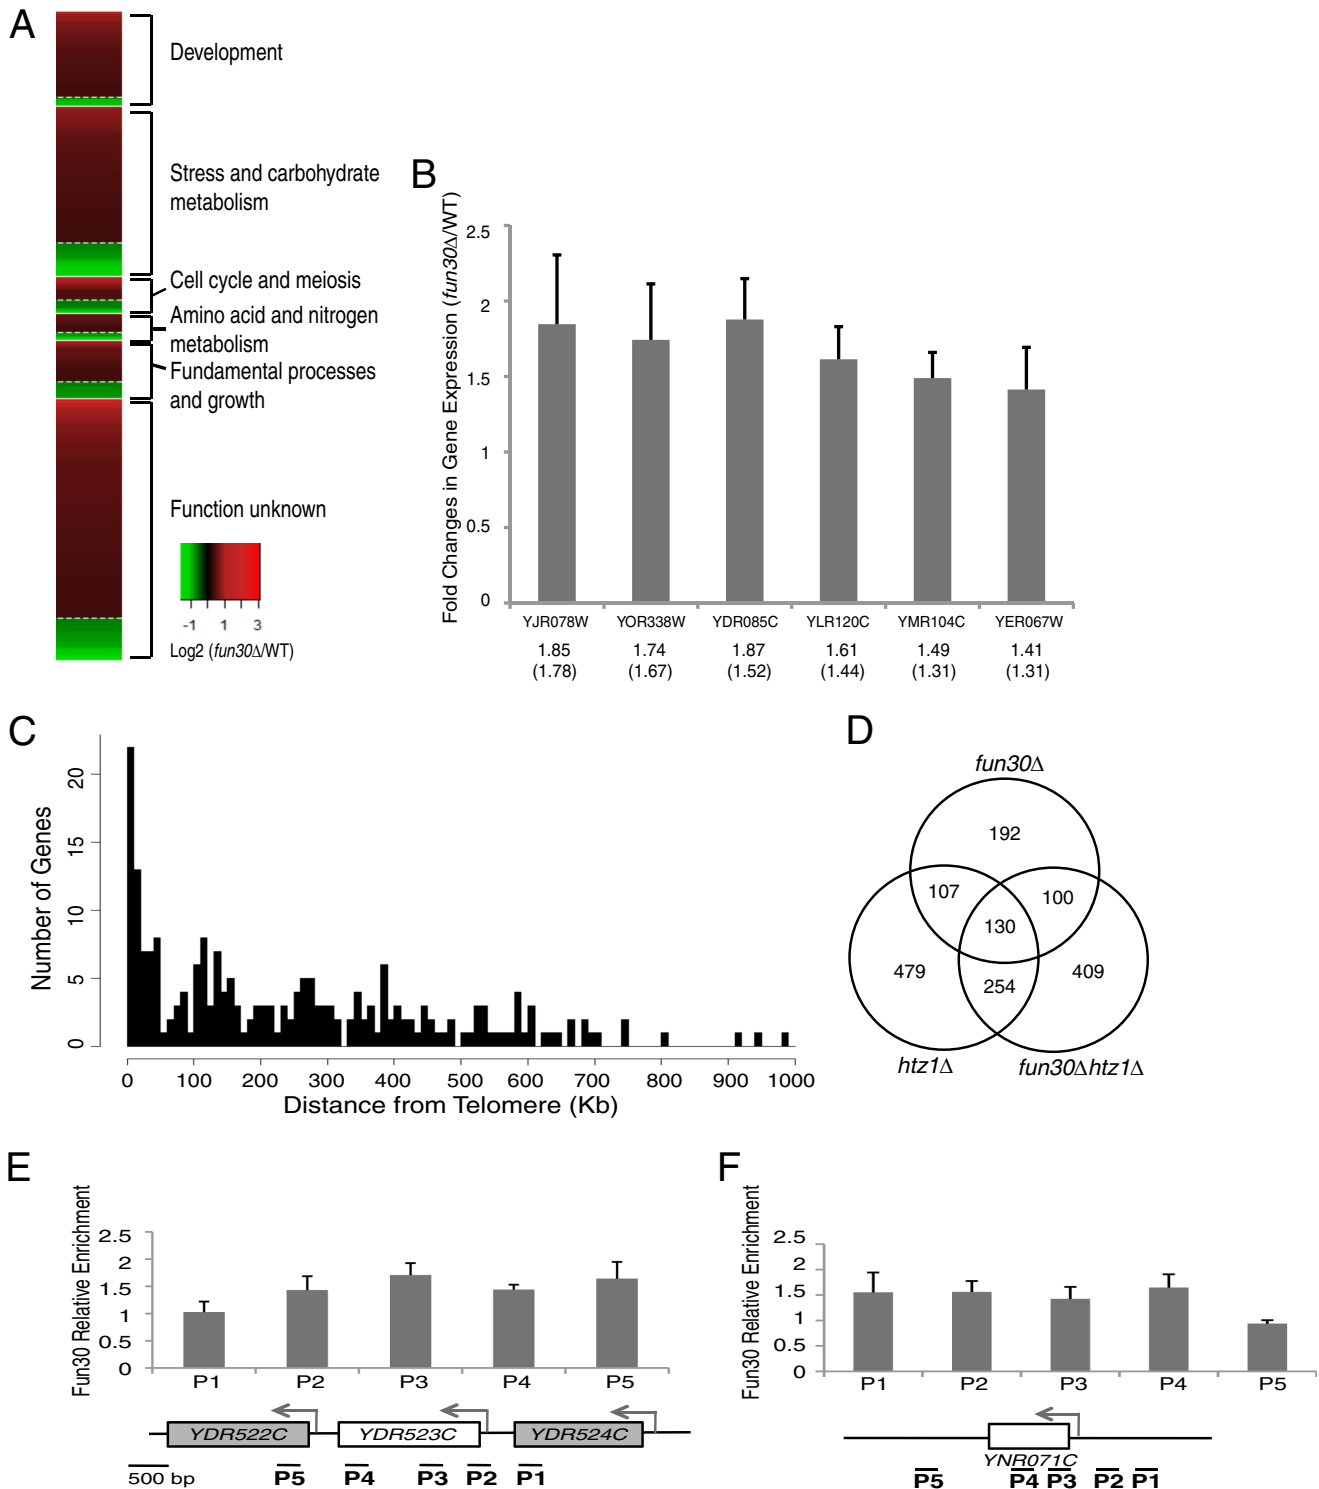 A
Development
Stress and carbohydrate
metabolism
Cell cycle and meiosis
Amino acid and nitrogen
metabolism
Fundamental processes
and growth
Function unknown
-1 1 3
Log2 (fun30Δ/WT)
B
Fold Changes in Gene Expression (fun30Δ/WT)
2.5
2
1.5
1
0.5
0
YJR078W YOR338W YDR085C YLR120C YMR104C YER067W
1.85 1.74 1.87 1.61 1.49 1.41
(1.78) (1.67) (1.52) (1.44) (1.31) (1.31)
C
Number of Genes
20
15
10
5
0
0 100 200 300 400 500 600 700 800 900 1000
Distance from Telomere (Kb)
D
fun30Δ
192
107
100
130
479
254
409
htz1Δ
fun30Δhtz1Δ
E
Fun30 Relative Enrichment
2.5
2
1.5
1
0.5
0
P1 P2 P3 P4 P5
YDR522C YDR523C YDR524C
500 bp
P5 P4 P3 P2 P1
F
Fun30 Relative Enrichment
2.5
2
1.5
1
0.5
0
P1 P2 P3 P4 P5
YNR071C
P5 P4 P3 P2 P1